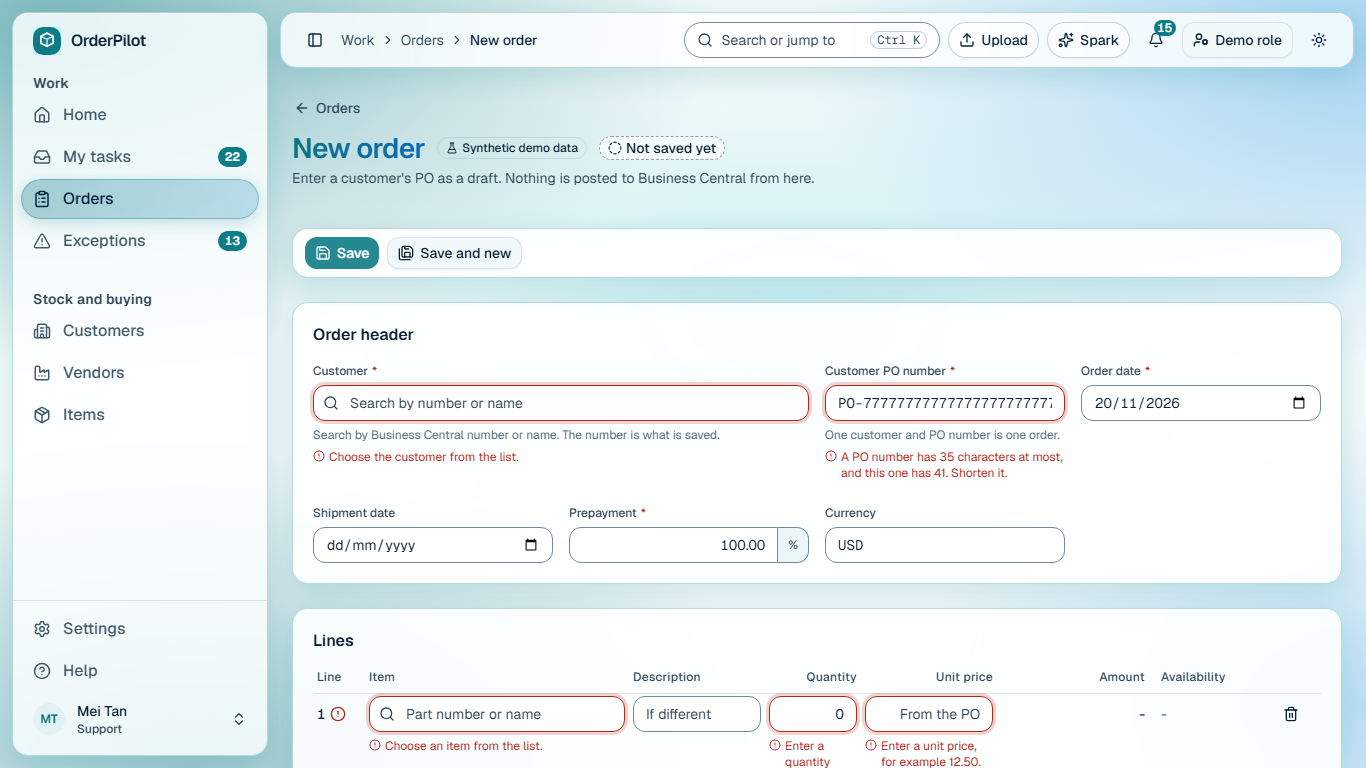 OrderPilot
Work
Home
My tasks 22
Orders
Exceptions 13
Stock and buying
Customers
Vendors
Items
Settings
Help
MT Mei Tan
Support
Work > Orders > New order
Search or jump to Ctrl K
Upload
Spark
15
Demo role
Orders
New order Synthetic demo data Not saved yet
Enter a customer's PO as a draft. Nothing is posted to Business Central from here.
Save Save and new
Order header
Customer * Customer PO number * Order date *
Search by number or name 20/11/2026
Search by Business Central number or name. The number is what is saved. One customer and PO number is one order.
Choose the customer from the list. A PO number has 35 characters at most,
and this one has 41. Shorten it.
Shipment date Prepayment * Currency
dd/mm/yyyy 100.00 % USD
Lines
Line Item Description Quantity Unit price Amount Availability
1 Part number or name If different 0 From the PO - -
Choose an item from the list. Enter a Enter a unit price,
quantity for example 12.50.